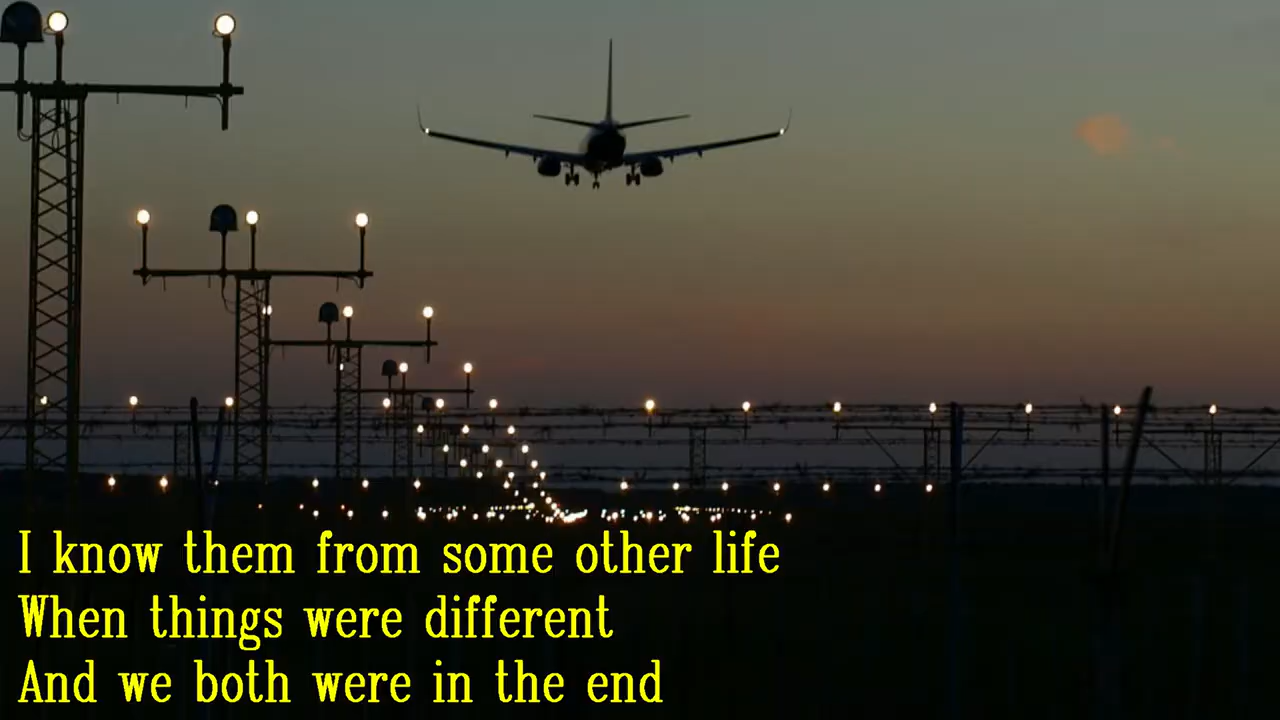 I know them from some other life
When things were different
And we both were in the end